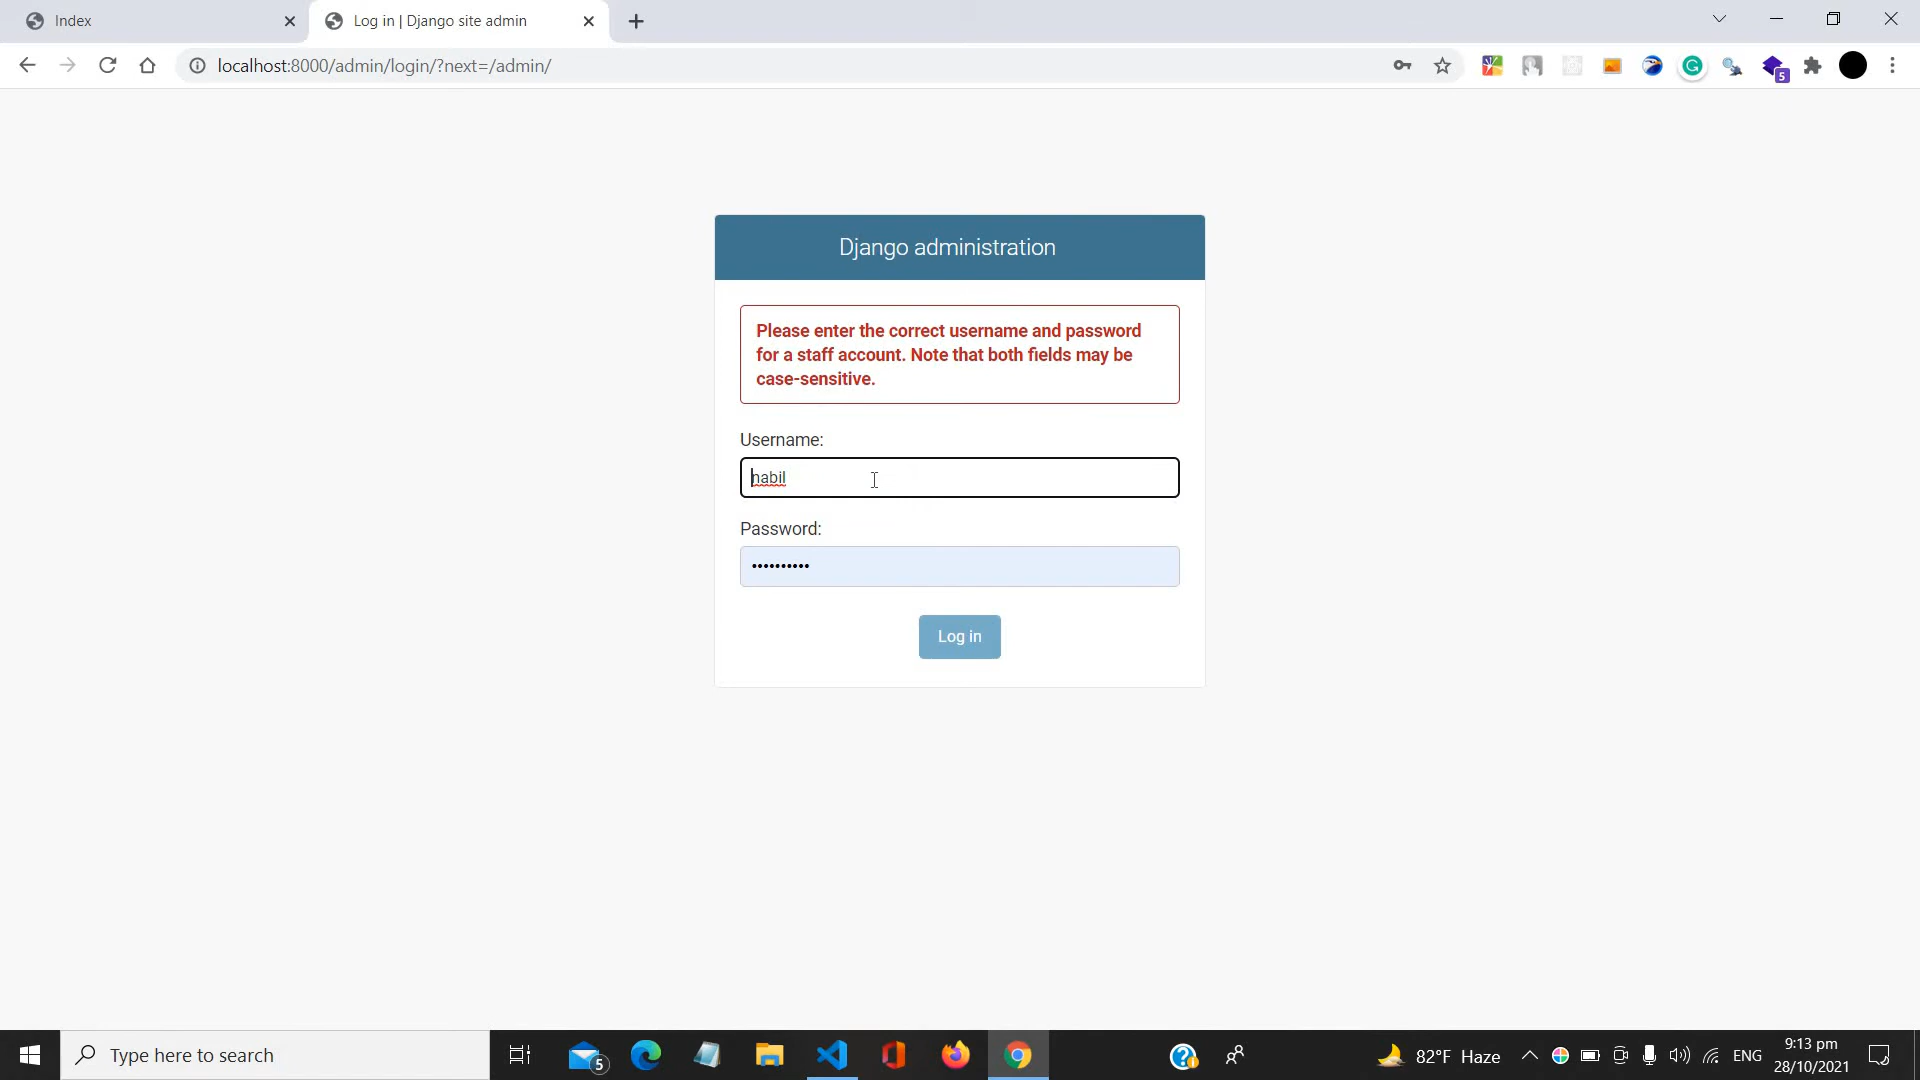 Index
Log in | Django site admin
localhost:8000/admin/login/?next=/admin/
5
Django administration
Please enter the correct username and password
for a staff account. Note that both fields may be
case-sensitive.
Username:
nabil
Password:
••••••••••
Log in
Type here to search
5
82°F Haze
ENG
9:13 pm
28/10/2021